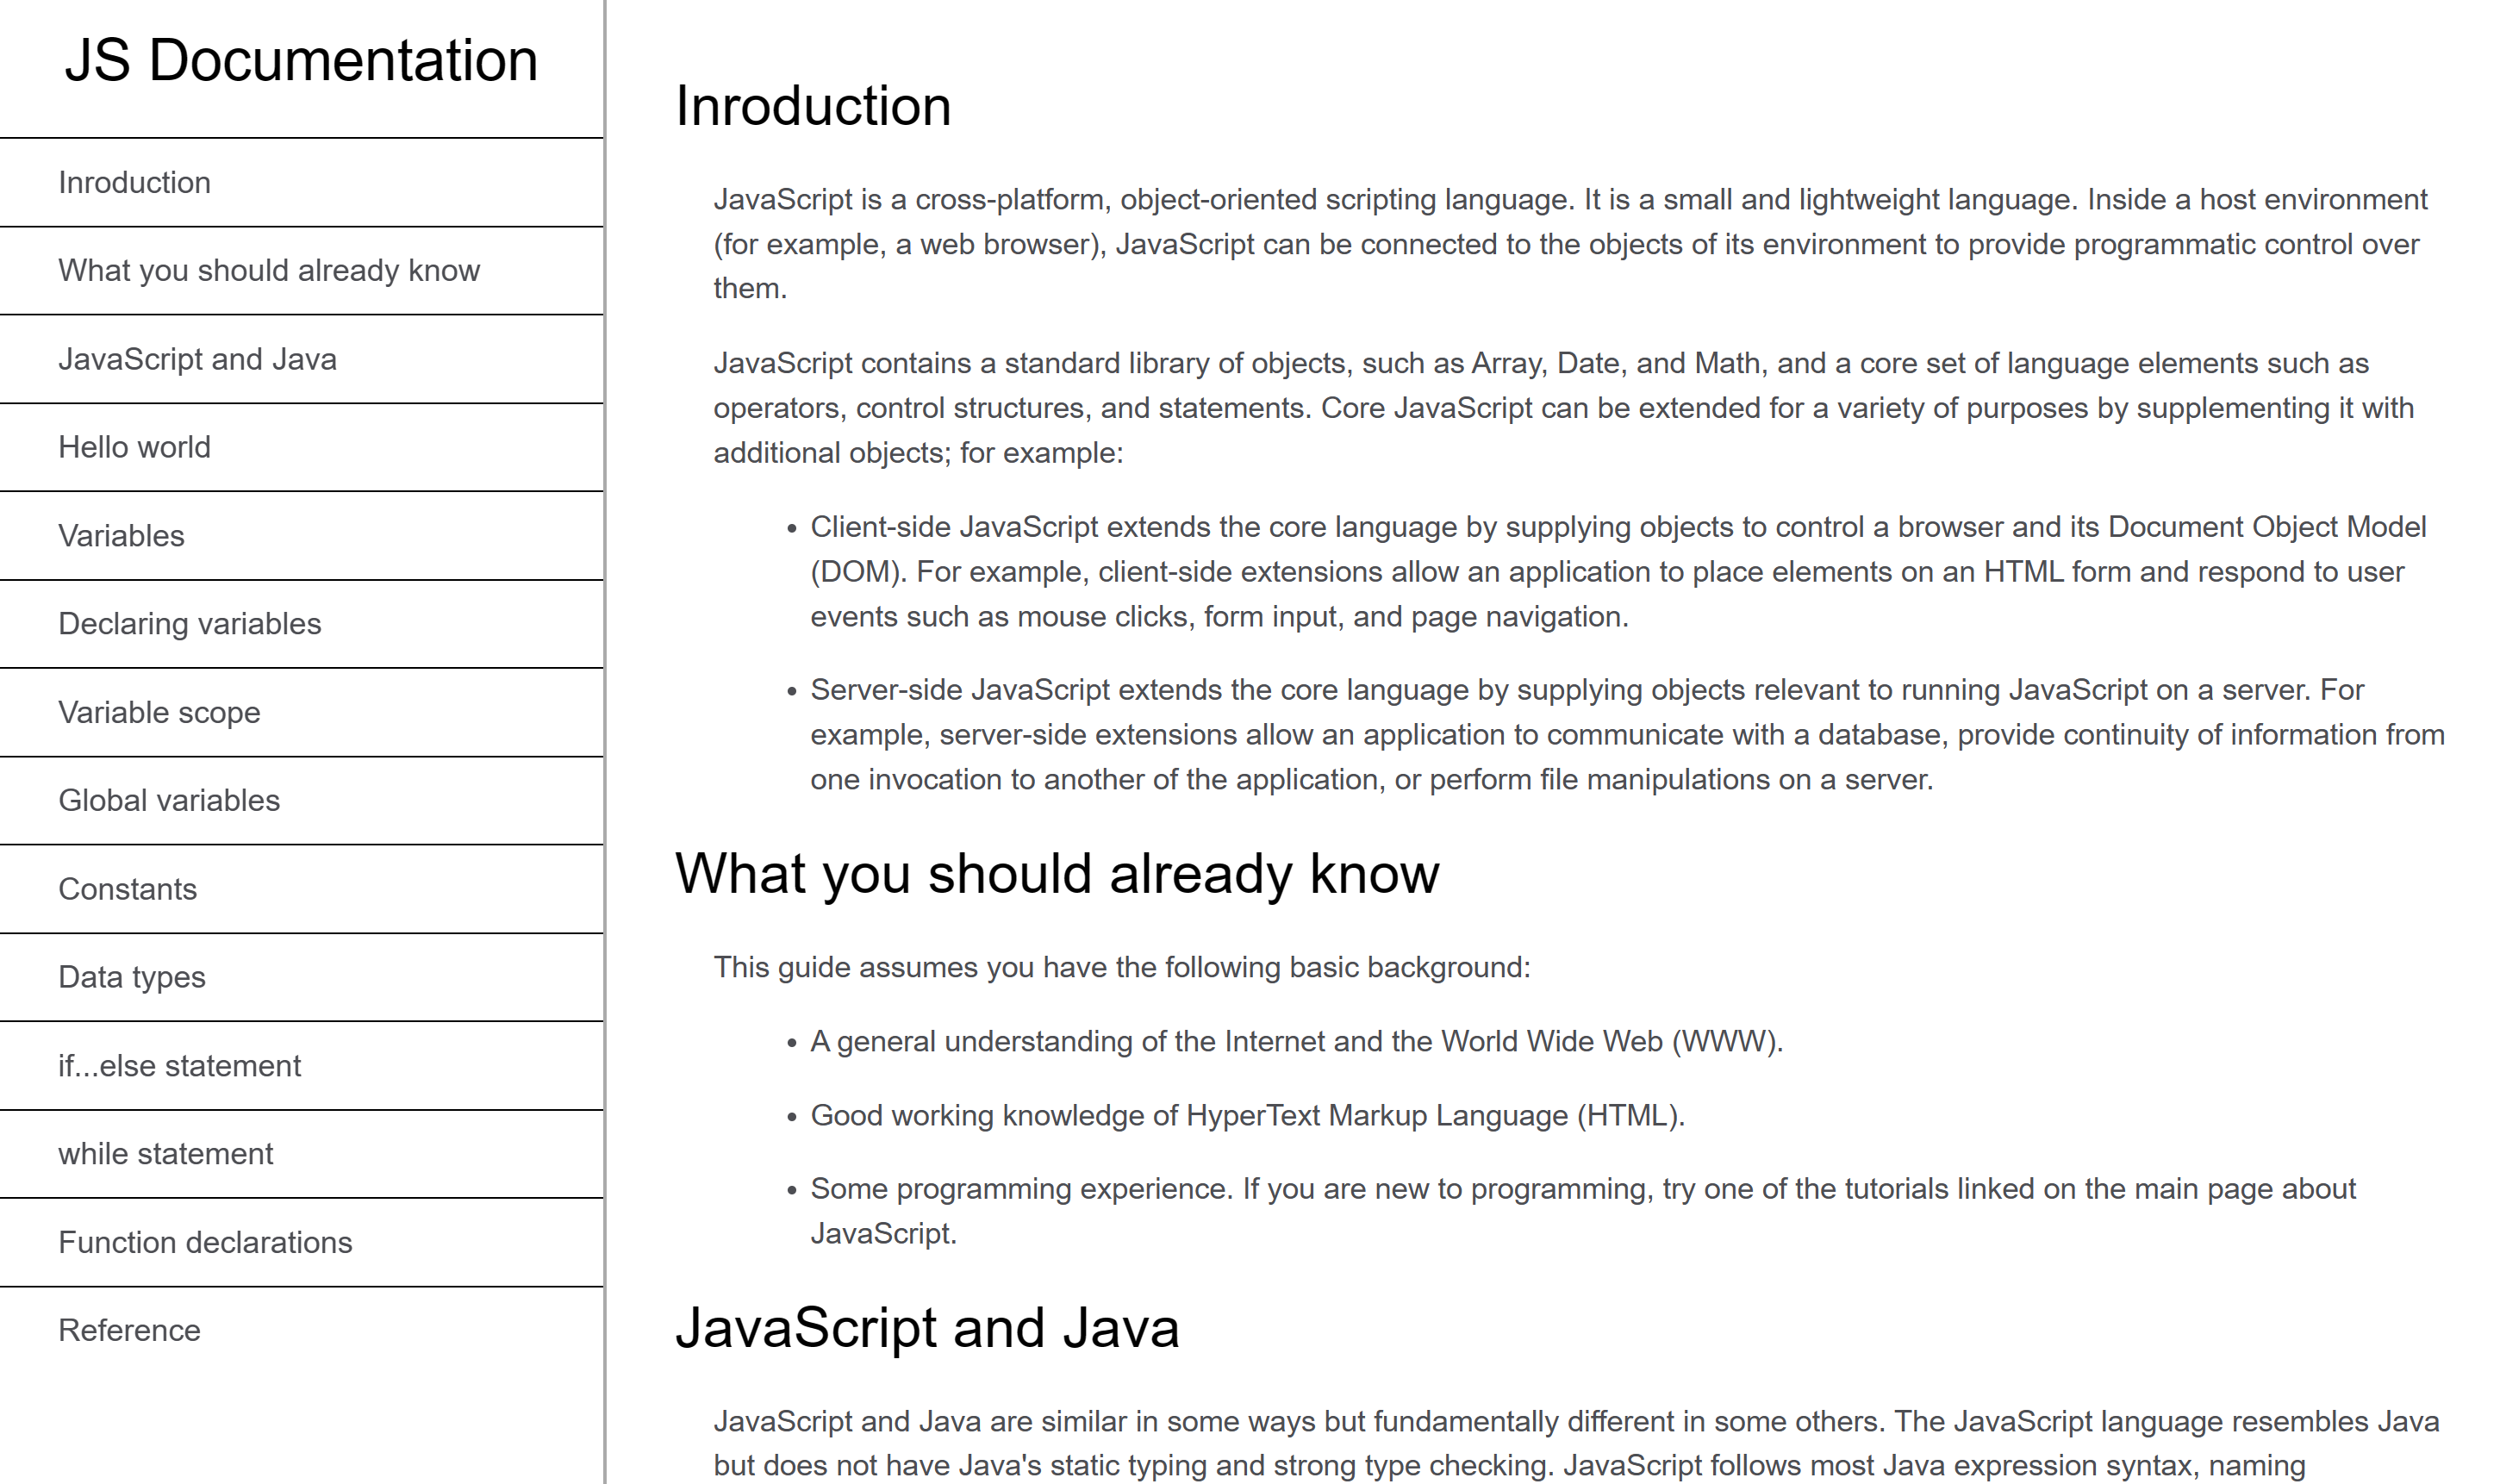 JS Documentation
Inroduction
What you should already know
JavaScript and Java
Hello world
Variables
Declaring variables
Variable scope
Global variables
Constants
Data types
if...else statement
while statement
Function declarations
Reference
Inroduction
JavaScript is a cross-platform, object-oriented scripting language. It is a small and lightweight language. Inside a host environment
(for example, a web browser), JavaScript can be connected to the objects of its environment to provide programmatic control over
them.
JavaScript contains a standard library of objects, such as Array, Date, and Math, and a core set of language elements such as
operators, control structures, and statements. Core JavaScript can be extended for a variety of purposes by supplementing it with
additional objects; for example:
• Client-side JavaScript extends the core language by supplying objects to control a browser and its Document Object Model
(DOM). For example, client-side extensions allow an application to place elements on an HTML form and respond to user
events such as mouse clicks, form input, and page navigation.
• Server-side JavaScript extends the core language by supplying objects relevant to running JavaScript on a server. For
example, server-side extensions allow an application to communicate with a database, provide continuity of information from
one invocation to another of the application, or perform file manipulations on a server.
What you should already know
This guide assumes you have the following basic background:
• A general understanding of the Internet and the World Wide Web (WWW).
• Good working knowledge of HyperText Markup Language (HTML).
• Some programming experience. If you are new to programming, try one of the tutorials linked on the main page about
JavaScript.
JavaScript and Java
JavaScript and Java are similar in some ways but fundamentally different in some others. The JavaScript language resembles Java
but does not have Java's static typing and strong type checking. JavaScript follows most Java expression syntax, naming